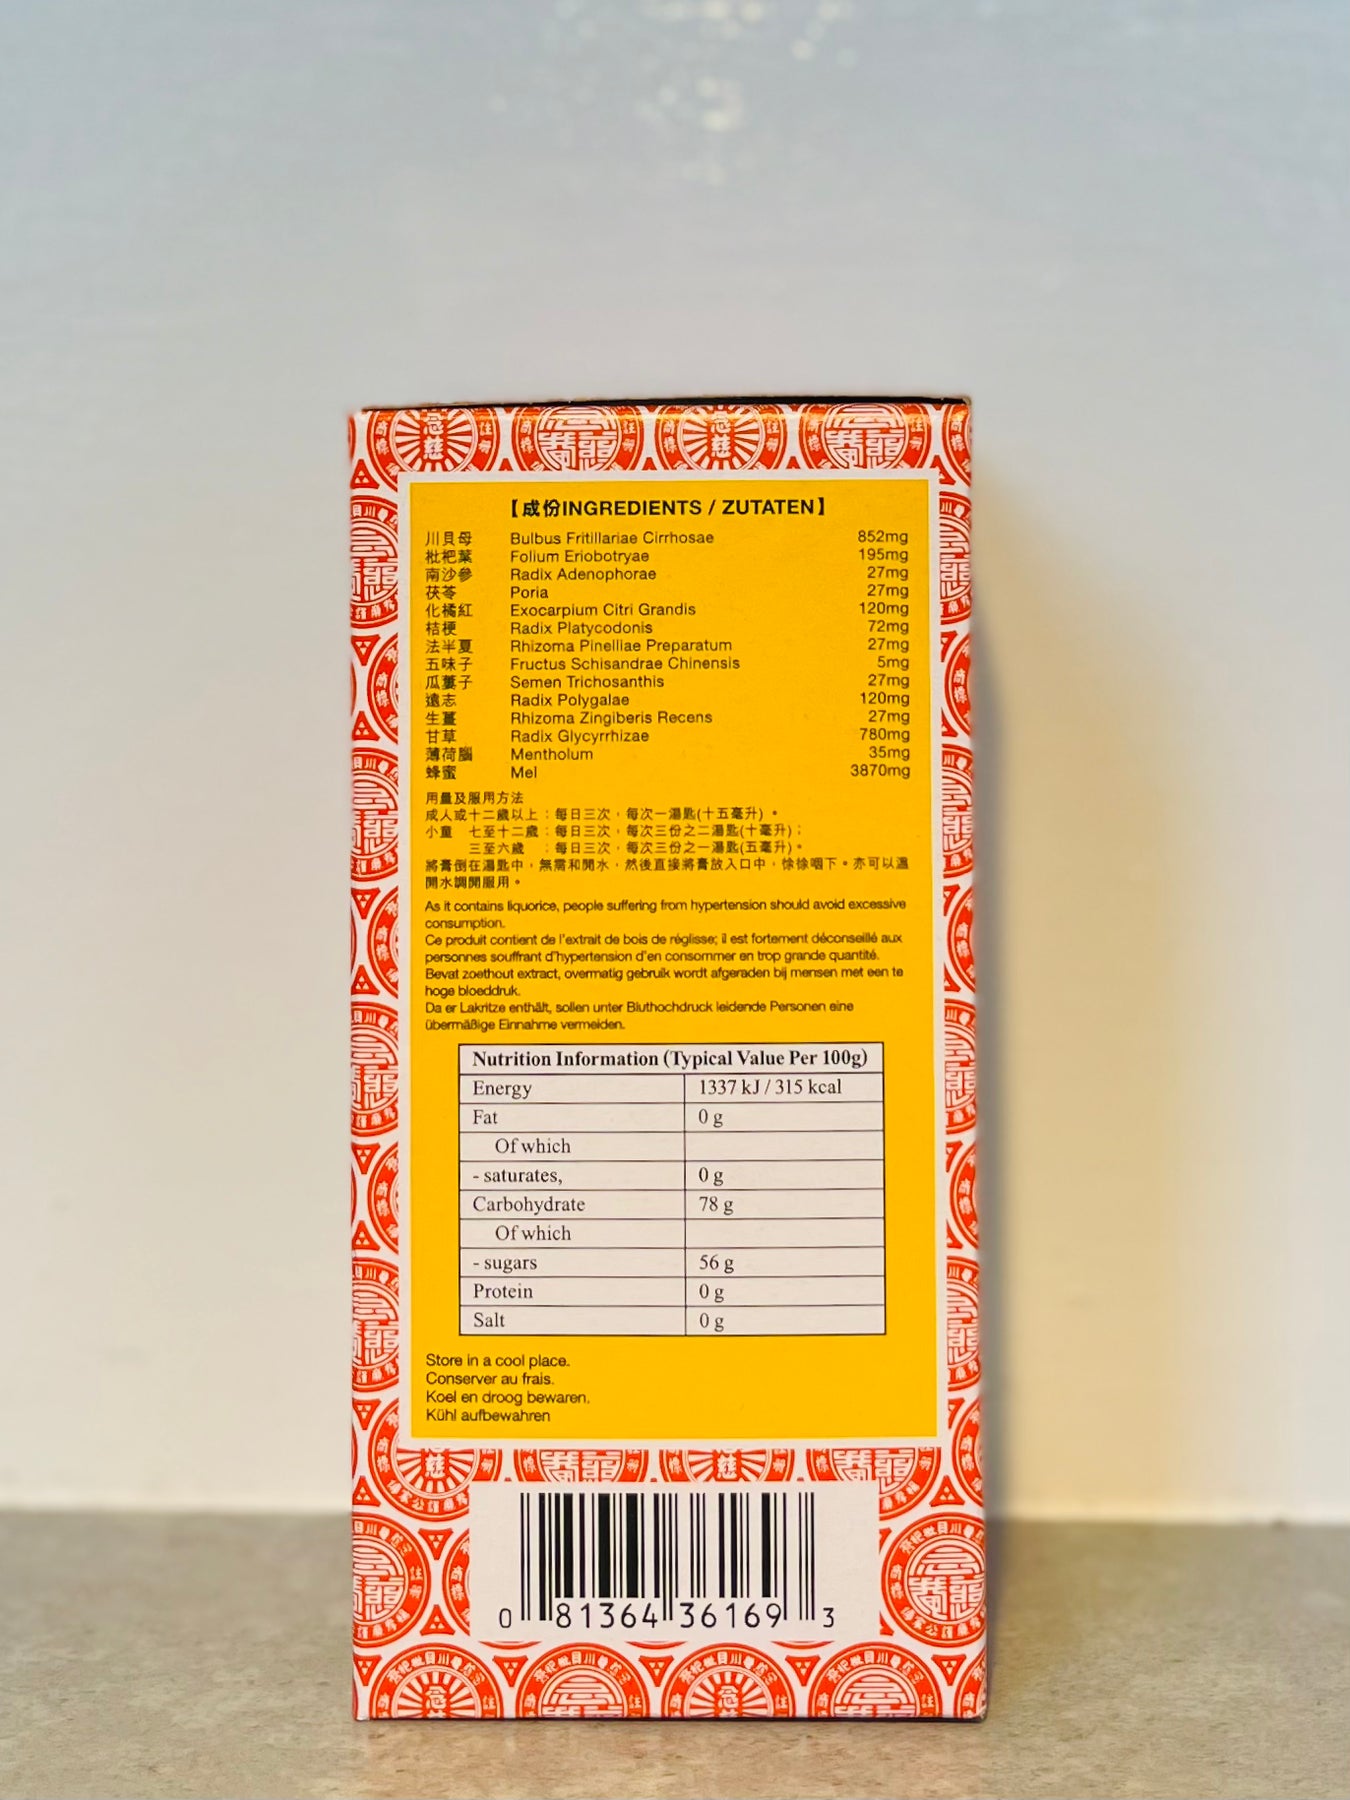 【成份INGREDIENTS / ZUTATEN】
川貝母 Bulbus Fritillariae Cirrhosae 852mg
枇杷葉 Folium Eriobotryae 195mg
南沙參 Radix Adenophorae 27mg
茯苓 Poria 27mg
化橘紅 Exocarpium Citri Grandis 120mg
桔梗 Radix Platycodonis 72mg
法半夏 Rhizoma Pinelliae Preparatum 27mg
五味子 Fructus Schisandrae Chinensis 5mg
瓜蔞子 Semen Trichosanthis 27mg
遠志 Radix Polygalae 120mg
生薑 Rhizoma Zingiberis Recens 27mg
甘草 Radix Glycyrrhizae 780mg
薄荷腦 Mentholum 35mg
蜂蜜 Mel 3870mg
用量及服用方法
成人或十二歲以上：每日三次，每次一湯匙(十五毫升)。
小童 七至十二歲：每日三次，每次三份之二湯匙(十毫升)；
三至六歲 ：每日三次，每次三份之一湯匙(五毫升)。
將膏倒在湯匙中，無需和開水，然後直接將膏放入口中，徐徐咽下。亦可以溫
開水調開服用。
As it contains liquorice, people suffering from hypertension should avoid excessive
consumption.
Ce produit contient de l'extrait de bois de réglisse; il est fortement déconseillé aux
personnes souffrant d'hypertension d'en consommer en trop grande quantité.
Bevat zoethout extract, overmatig gebruik wordt afgeraden bij mensen met een te
hoge bloeddruk.
Da er Lakritze enthält, sollen unter Bluthochdruck leidende Personen eine
übermäßige Einnahme vermeiden.
Nutrition Information (Typical Value Per 100g)
Energy 1337 kJ / 315 kcal
Fat 0 g
Of which
- saturates, 0 g
Carbohydrate 78 g
Of which
- sugars 56 g
Protein 0 g
Salt 0 g
Store in a cool place.
Conserver au frais.
Koel en droog bewaren.
Kühl aufbewahren
0 81364 36169 3